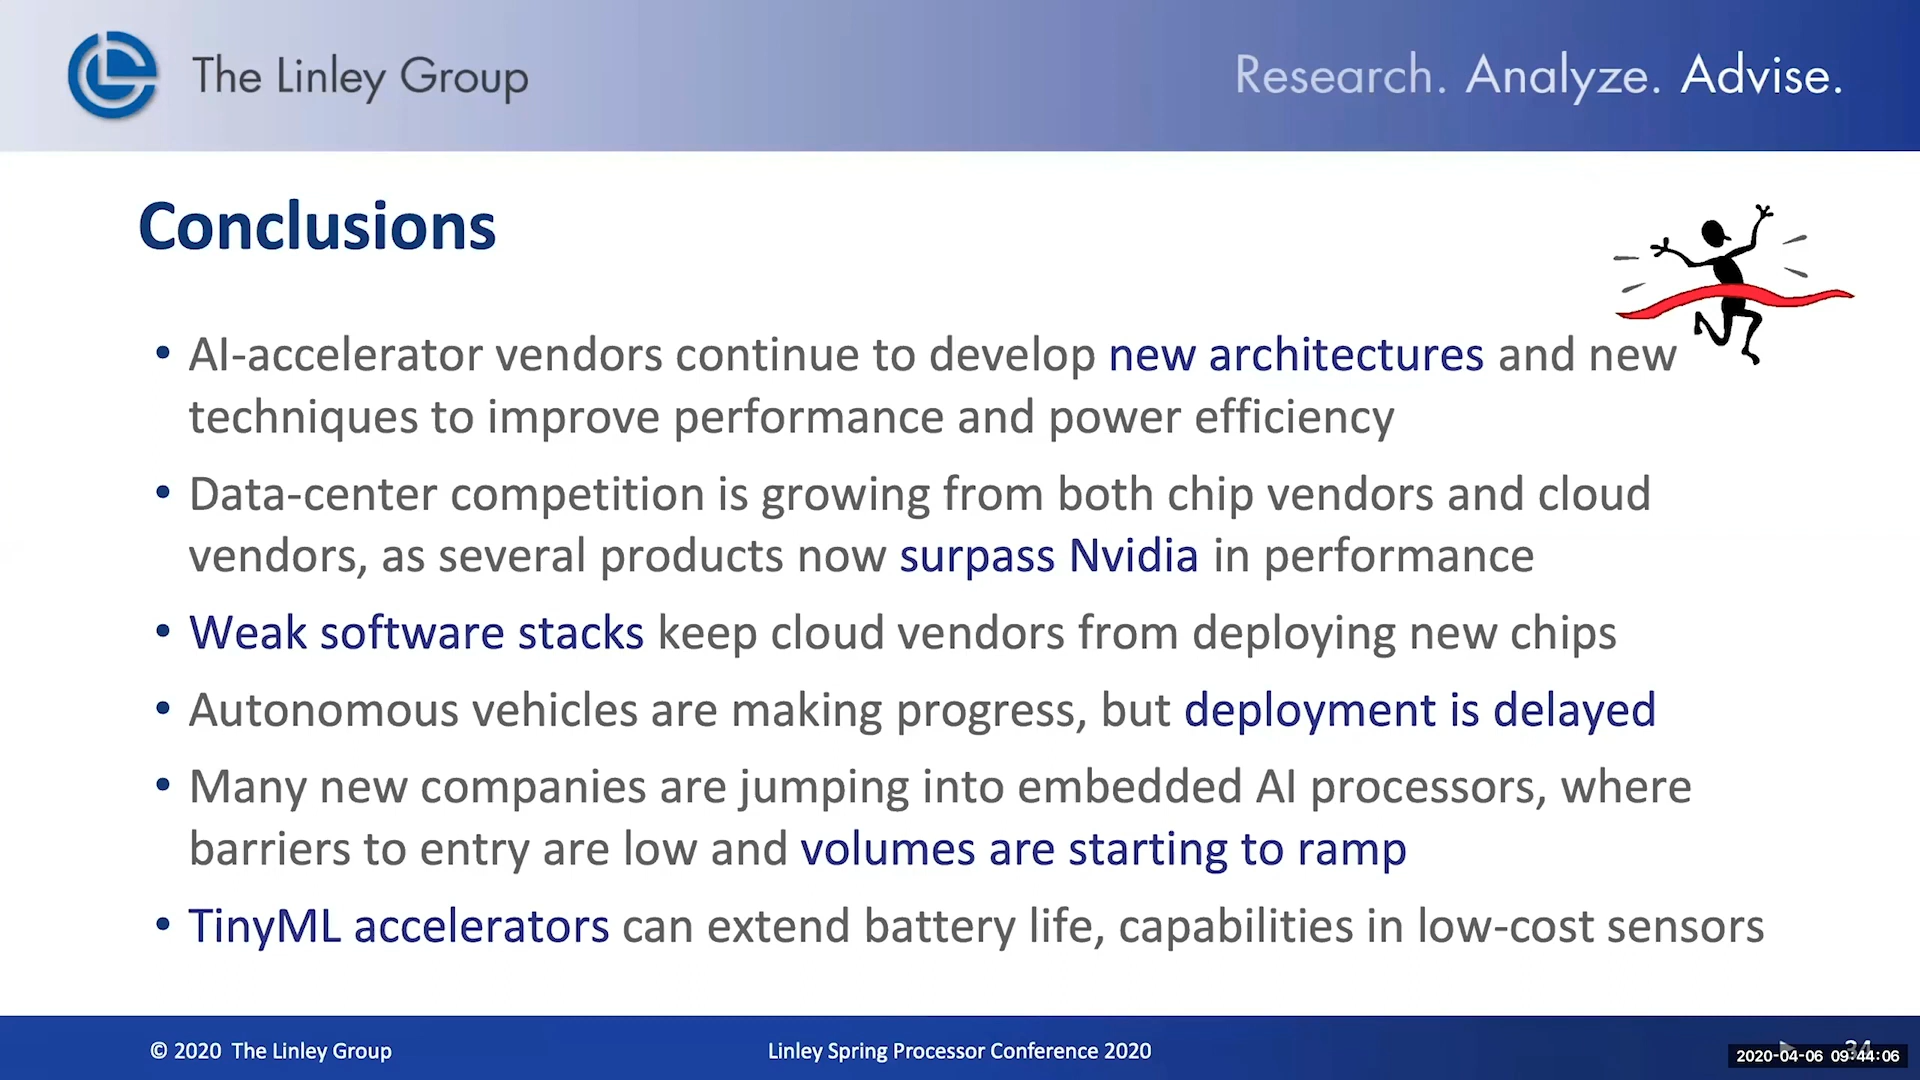 The Linley Group
Research. Analyze. Advise.
Conclusions
• AI-accelerator vendors continue to develop new architectures and new
techniques to improve performance and power efficiency
• Data-center competition is growing from both chip vendors and cloud
vendors, as several products now surpass Nvidia in performance
• Weak software stacks keep cloud vendors from deploying new chips
• Autonomous vehicles are making progress, but deployment is delayed
• Many new companies are jumping into embedded AI processors, where
barriers to entry are low and volumes are starting to ramp
• TinyML accelerators can extend battery life, capabilities in low-cost sensors
© 2020 The Linley Group
Linley Spring Processor Conference 2020
34
2020-04-06 09:44:06